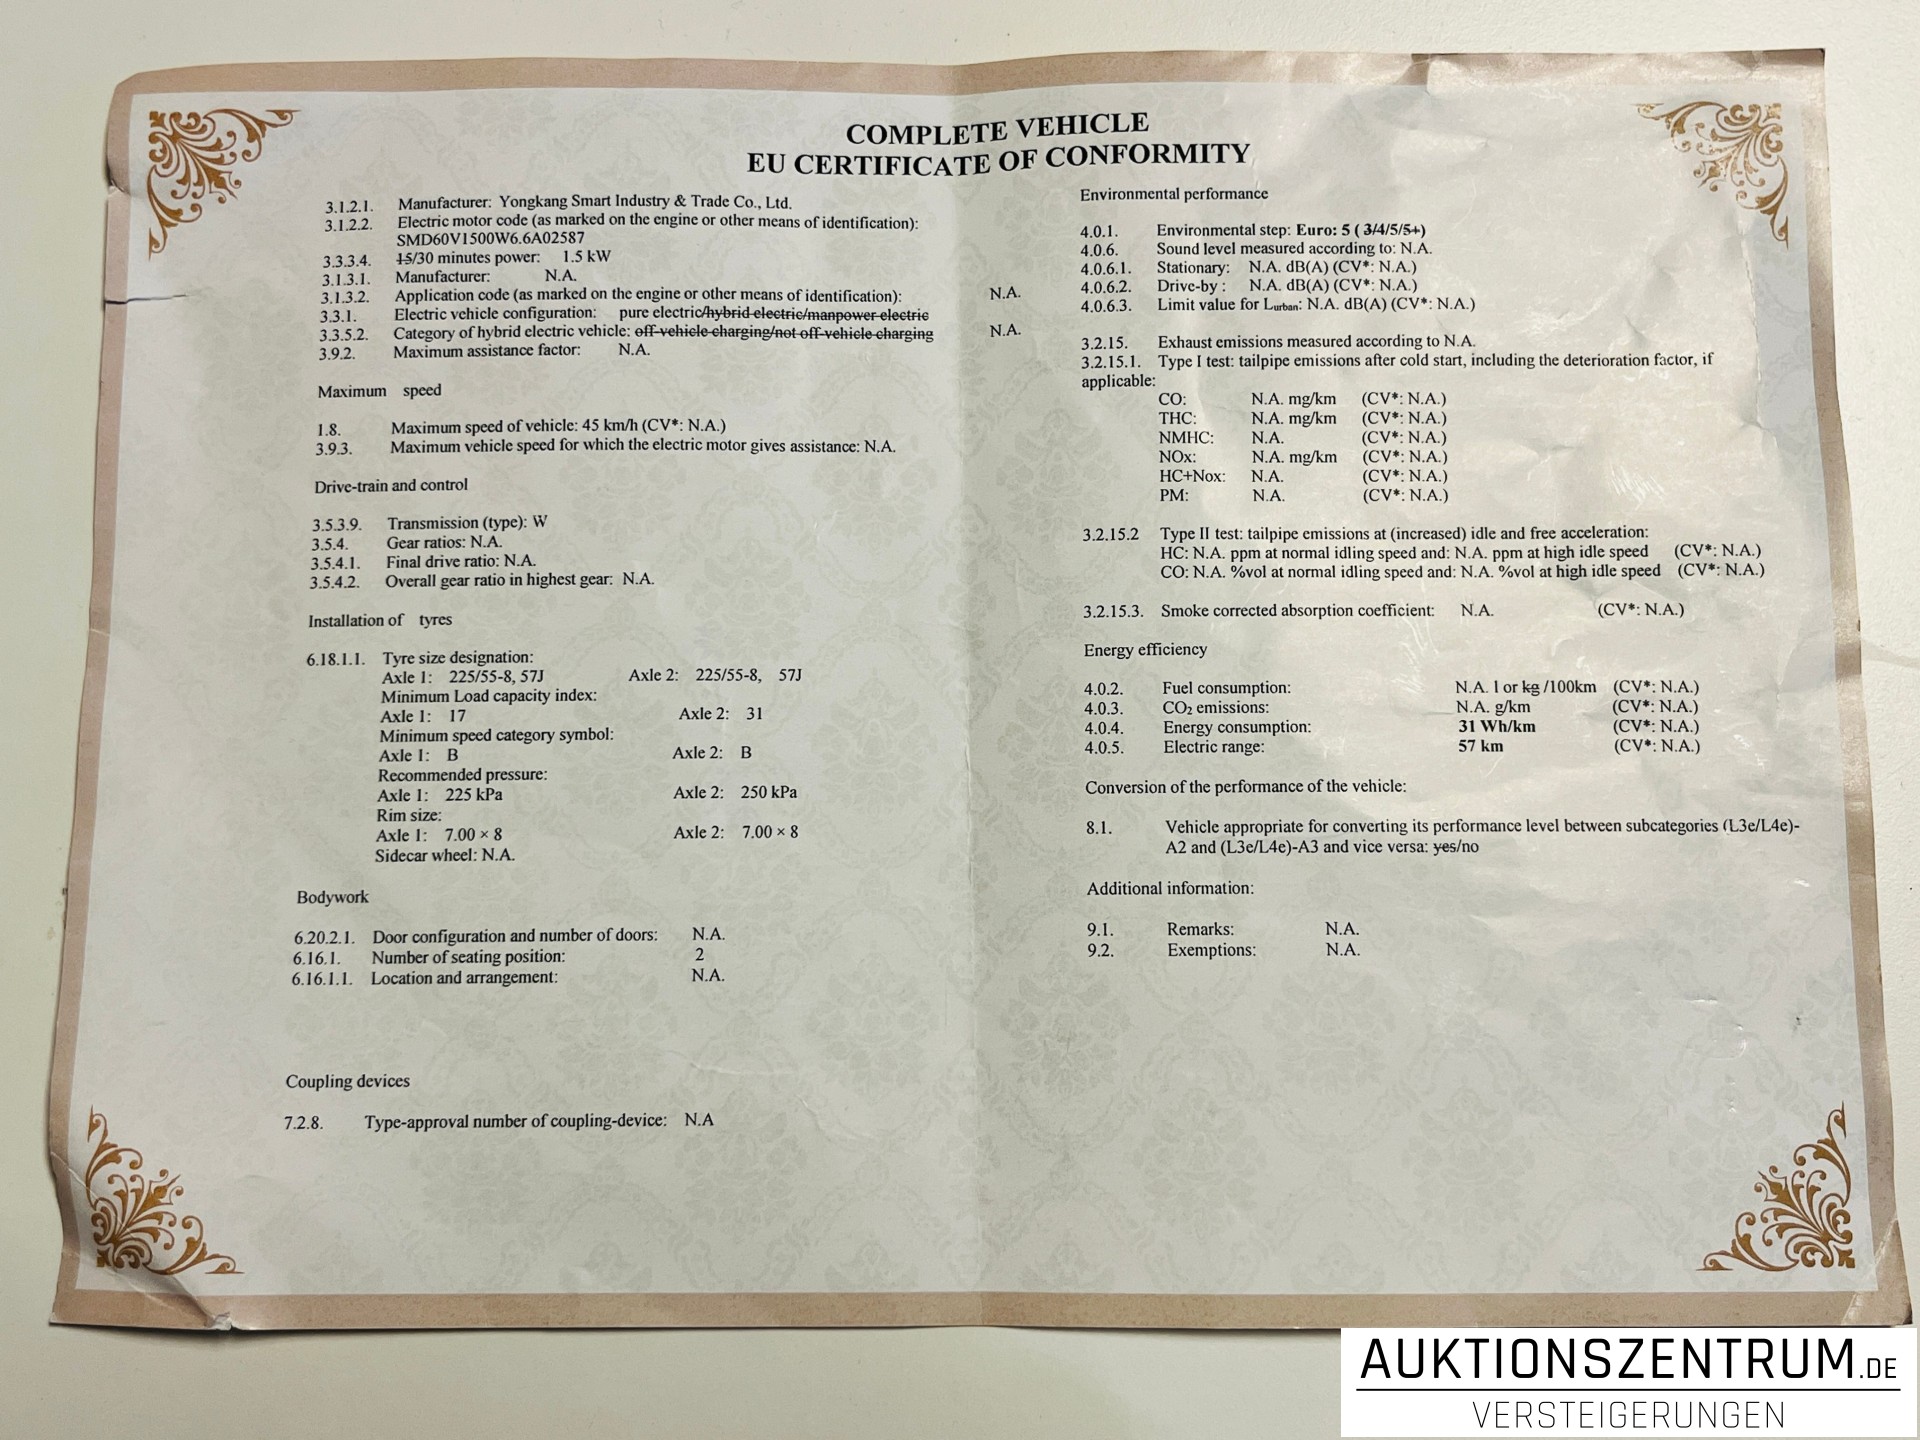 COMPLETE VEHICLE
EU CERTIFICATE OF CONFORMITY
3.1.2.1. Manufacturer: Yongkang Smart Industry & Trade Co., Ltd.
3.1.2.2. Electric motor code (as marked on the engine or other means of identification):
SMD60V1500W6.6A02587
3.3.3.4. 15/30 minutes power: 1.5 kW
3.1.3.1. Manufacturer: N.A.
3.1.3.2. Application code (as marked on the engine or other means of identification): N.A.
3.3.1. Electric vehicle configuration: pure electric/hybrid electric/manpower electric
3.3.5.2. Category of hybrid electric vehicle: off-vehicle charging/not off-vehicle charging N.A.
3.9.2. Maximum assistance factor: N.A.
Maximum speed
1.8. Maximum speed of vehicle: 45 km/h (CV*: N.A.)
3.9.3. Maximum vehicle speed for which the electric motor gives assistance: N.A.
Drive-train and control
3.5.3.9. Transmission (type): W
3.5.4. Gear ratios: N.A.
3.5.4.1. Final drive ratio: N.A.
3.5.4.2. Overall gear ratio in highest gear: N.A.
Installation of tyres
6.18.1.1. Tyre size designation:
Axle 1: 225/55-8, 57J Axle 2: 225/55-8, 57J
Minimum Load capacity index:
Axle 1: 17 Axle 2: 31
Minimum speed category symbol:
Axle 1: B Axle 2: B
Recommended pressure:
Axle 1: 225 kPa Axle 2: 250 kPa
Rim size:
Axle 1: 7.00 × 8 Axle 2: 7.00 × 8
Sidecar wheel: N.A.
Bodywork
6.20.2.1. Door configuration and number of doors: N.A.
6.16.1. Number of seating position: 2
6.16.1.1. Location and arrangement: N.A.
Coupling devices
7.2.8. Type-approval number of coupling-device: N.A
Environmental performance
4.0.1. Environmental step: Euro: 5 ( 3/4/5/5+)
4.0.6. Sound level measured according to: N.A.
4.0.6.1. Stationary: N.A. dB(A) (CV*: N.A.)
4.0.6.2. Drive-by : N.A. dB(A) (CV*: N.A.)
4.0.6.3. Limit value for Lurban: N.A. dB(A) (CV*: N.A.)
3.2.15. Exhaust emissions measured according to N.A.
3.2.15.1. Type I test: tailpipe emissions after cold start, including the deterioration factor, if
applicable:
CO: N.A. mg/km (CV*: N.A.)
THC: N.A. mg/km (CV*: N.A.)
NMHC: N.A. (CV*: N.A.)
NOx: N.A. mg/km (CV*: N.A.)
HC+Nox: N.A. (CV*: N.A.)
PM: N.A. (CV*: N.A.)
3.2.15.2 Type II test: tailpipe emissions at (increased) idle and free acceleration:
HC: N.A. ppm at normal idling speed and: N.A. ppm at high idle speed (CV*: N.A.)
CO: N.A. %vol at normal idling speed and: N.A. %vol at high idle speed (CV*: N.A.)
3.2.15.3. Smoke corrected absorption coefficient: N.A. (CV*: N.A.)
Energy efficiency
4.0.2. Fuel consumption: N.A. l or kg /100km (CV*: N.A.)
4.0.3. CO₂ emissions: N.A. g/km (CV*: N.A.)
4.0.4. Energy consumption: 31 Wh/km (CV*: N.A.)
4.0.5. Electric range: 57 km (CV*: N.A.)
Conversion of the performance of the vehicle:
8.1. Vehicle appropriate for converting its performance level between subcategories (L3e/L4e)-
A2 and (L3e/L4e)-A3 and vice versa: yes/no
Additional information:
9.1. Remarks: N.A.
9.2. Exemptions: N.A.
AUKTIONSZENTRUM.DE
VERSTEIGERUNGEN